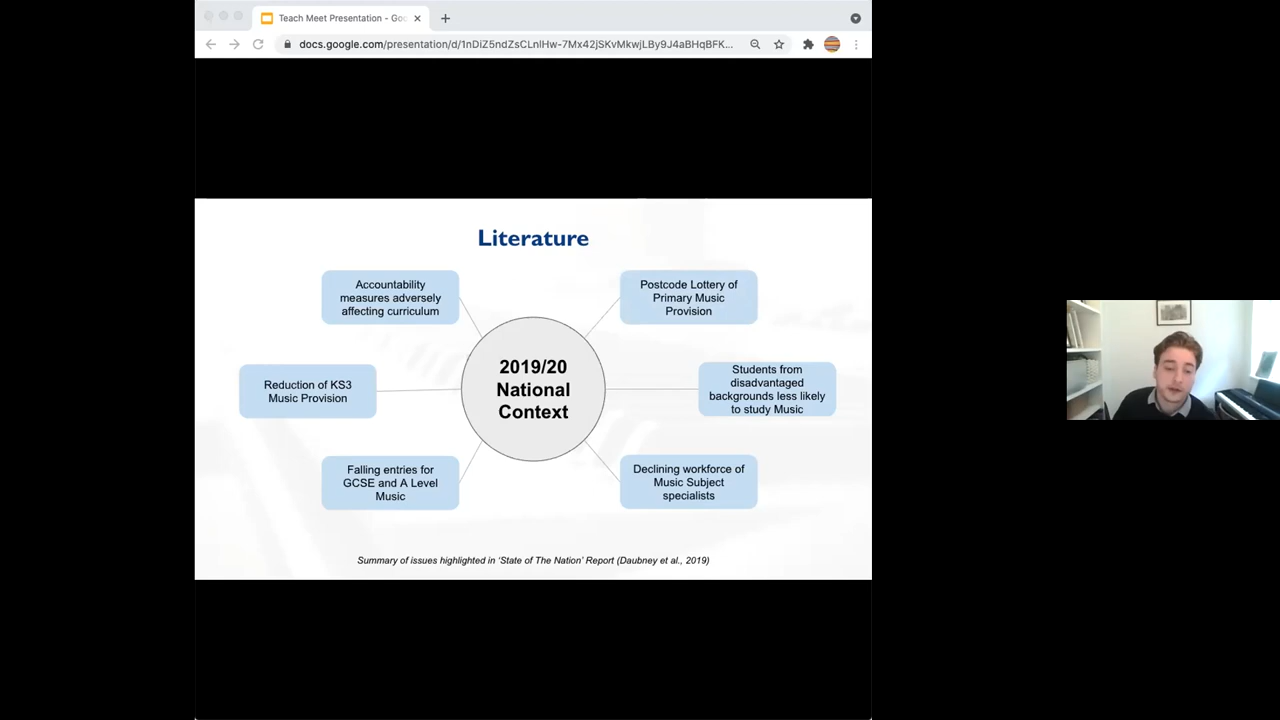 Teach Meet Presentation - Goo
docs.google.com/presentation/d/1nDiZ5ndZsCLnlHw-7Mx42jSKvMkwjLBy9J4aBHqBFK...
Literature
Accountability
measures adversely
affecting curriculum
Postcode Lottery of
Primary Music
Provision
Reduction of KS3
Music Provision
2019/20
National
Context
Students from
disadvantaged
backgrounds less likely
to study Music
Falling entries for
GCSE and A Level
Music
Declining workforce of
Music Subject
specialists
Summary of issues highlighted in ‘State of The Nation’ Report (Daubney et al., 2019)